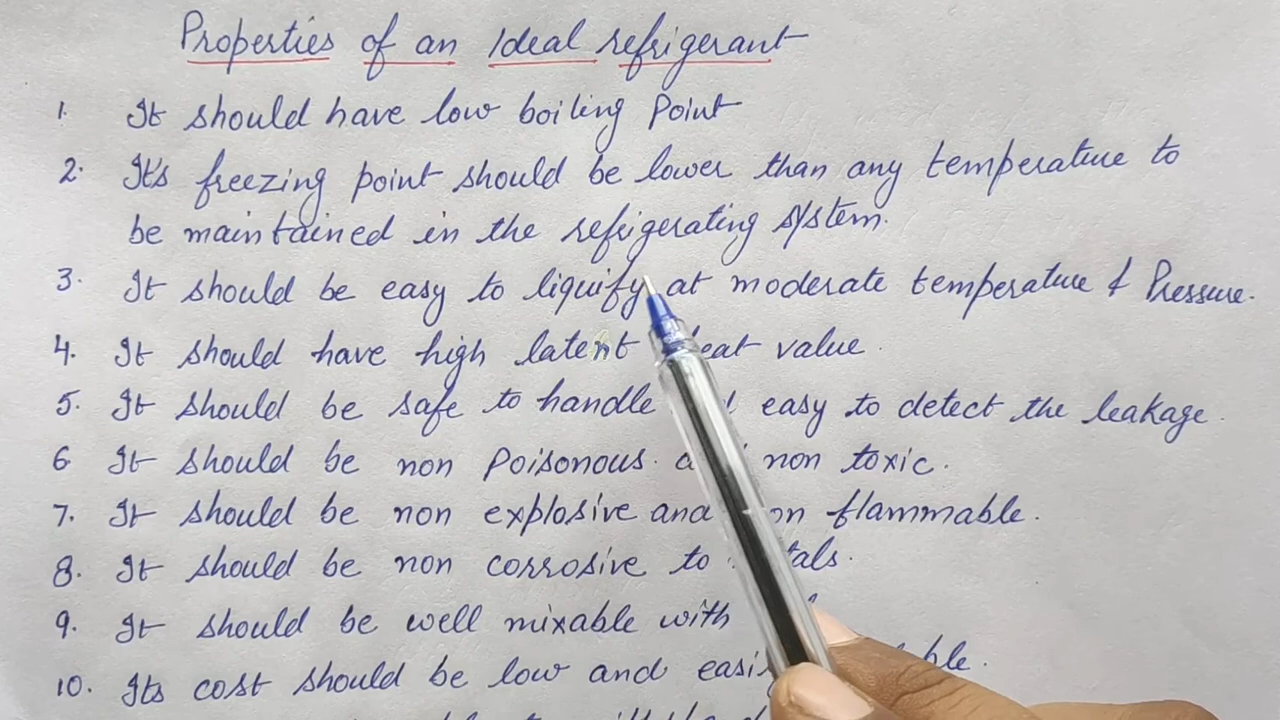 Properties of an Ideal refrigerant
1. It should have low boiling Point
2. It's freezing point should be lower than any temperature to
be maintained in the refrigerating system.
3. It should be easy to liquify at moderate temperature & Pressure.
4. It should have high latent heat value.
5. It should be safe to handle easy to detect the leakage.
6 It should be non Poisonous. non toxic.
7. It should be non explosive and non flammable.
8. It should be non corrosive to metals.
9. It should be well mixable with
10. Its cost should be low and